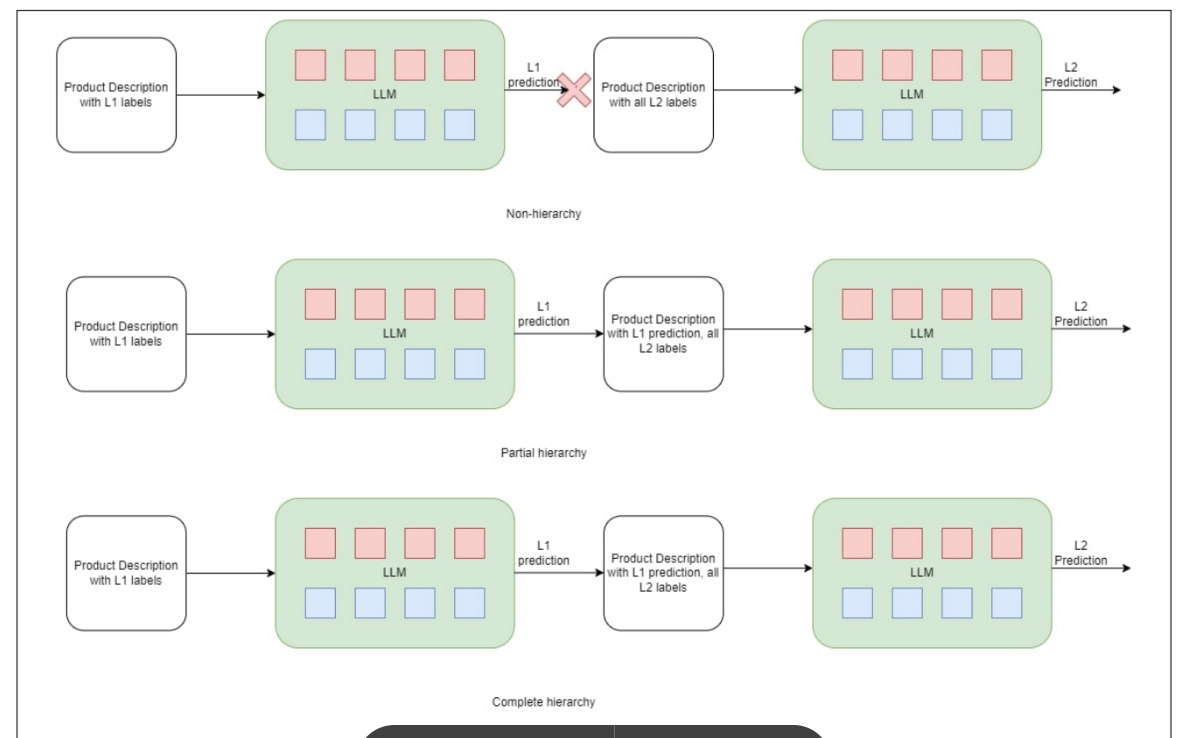 Product Description
with L1 labels
LLM
L1
prediction
Product Description
with all L2 labels
LLM
L2
Prediction
Non-hierarchy
Product Description
with L1 labels
LLM
L1
prediction
Product Description
with L1 prediction, all
L2 labels
LLM
L2
Prediction
Partial hierarchy
Product Description
with L1 labels
LLM
L1
prediction
Product Description
with L1 prediction, all
L2 labels
LLM
L2
Prediction
Complete hierarchy